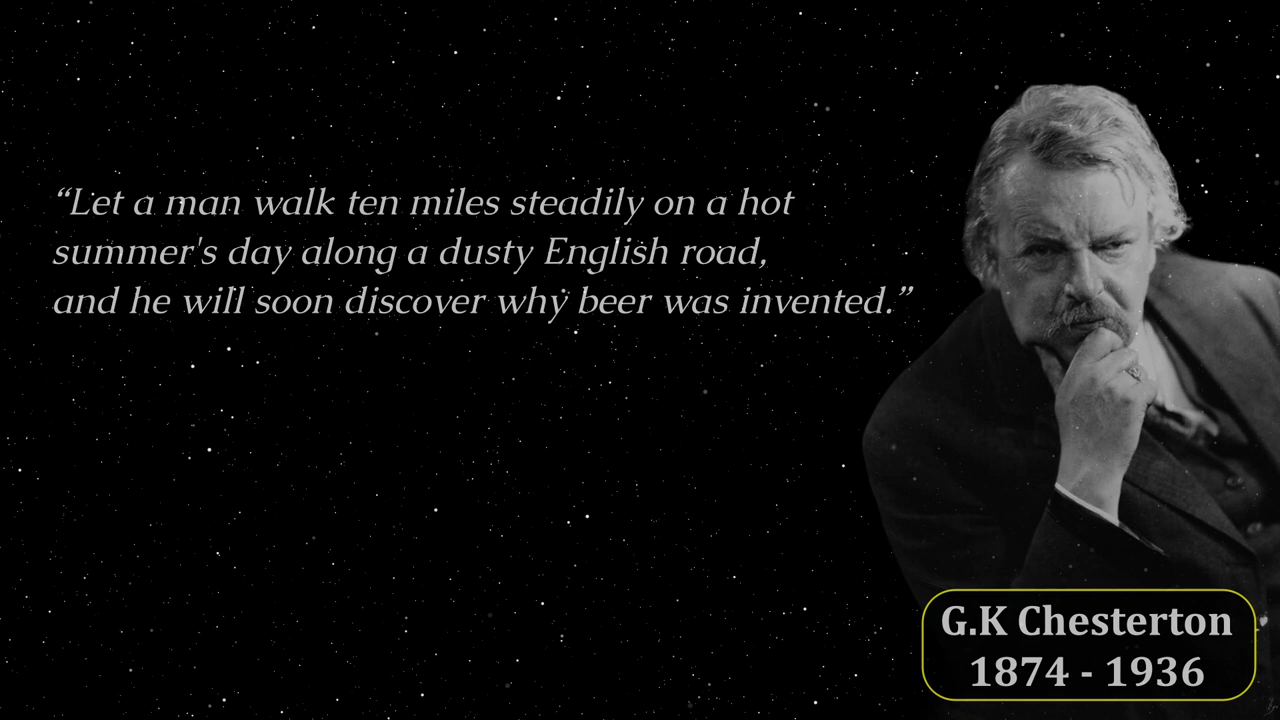 “Let a man walk ten miles steadily on a hot
summer's day along a dusty English road,
and he will soon discover why beer was invented.”
G.K Chesterton
1874 - 1936